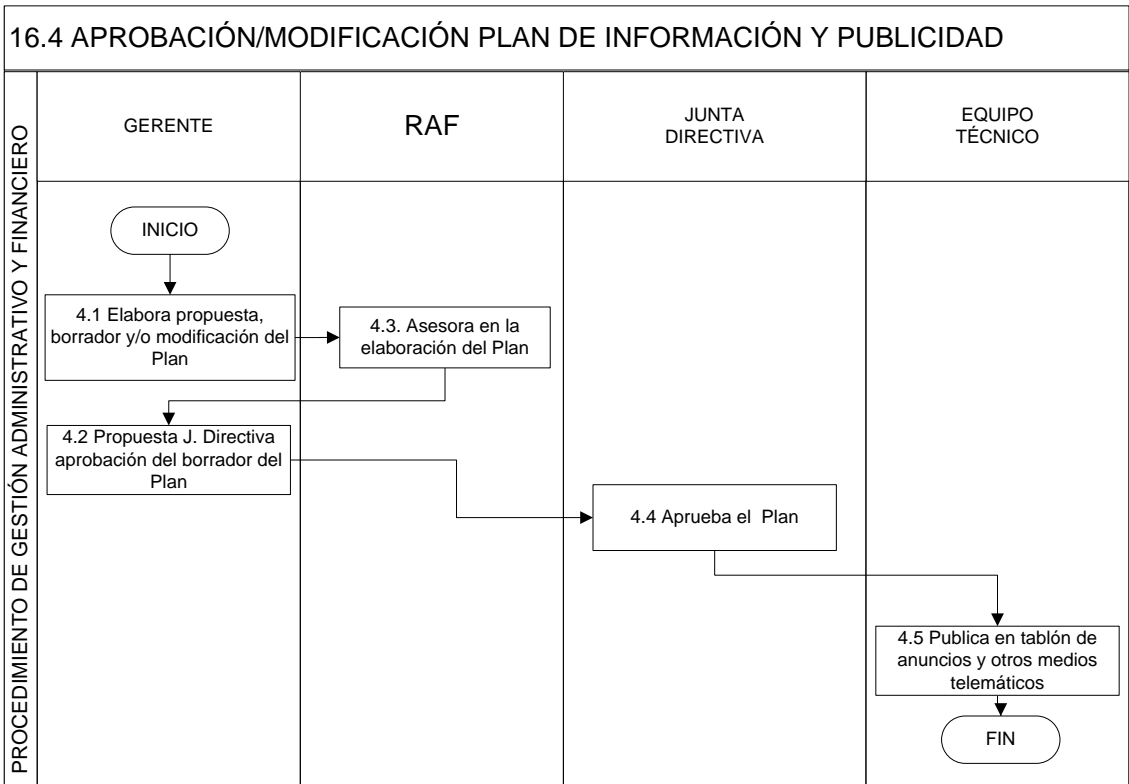 16.4 APROBACIÓN/MODIFICACIÓN PLAN DE INFORMACIÓN Y PUBLICIDAD
PROCEDIMIENTO DE GESTIÓN ADMINISTRATIVO Y FINANCIERO
GERENTE
RAF
JUNTA
DIRECTIVA
EQUIPO
TÉCNICO
INICIO
4.1 Elabora propuesta,
borrador y/o modificación del
Plan
4.3. Asesora en la
elaboración del Plan
4.2 Propuesta J. Directiva
aprobación del borrador del
Plan
4.4 Aprueba el  Plan
4.5 Publica en tablón de
anuncios y otros medios
telemáticos
FIN